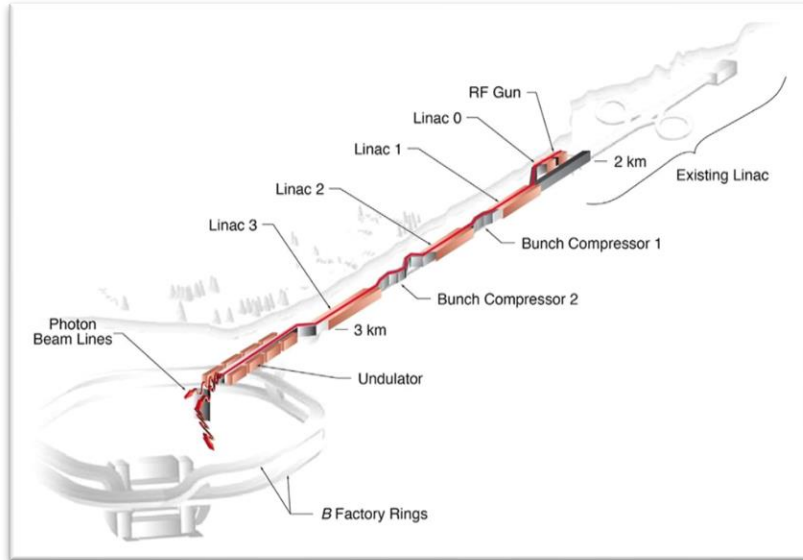 RF Gun
Linac 0
Linac 1
2 km
Existing Linac
Linac 2
Linac 3
Bunch Compressor 1
Bunch Compressor 2
3 km
Photon
Beam Lines
Undulator
B Factory Rings